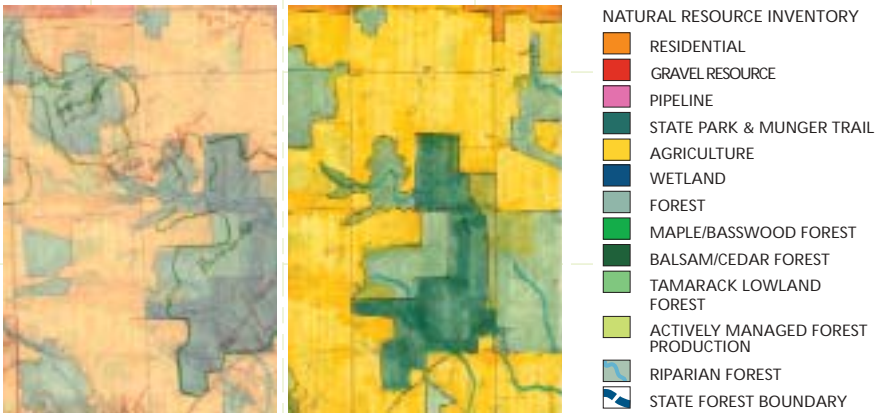 NATURAL RESOURCE INVENTORY
RESIDENTIAL
GRAVEL RESOURCE
PIPELINE
STATE PARK & MUNGER TRAIL
AGRICULTURE
WETLAND
FOREST
MAPLE/BASSWOOD FOREST
BALSAM/CEDAR FOREST
TAMARACK LOWLAND
FOREST
ACTIVELY MANAGED FOREST
PRODUCTION
RIPARIAN FOREST
STATE FOREST BOUNDARY